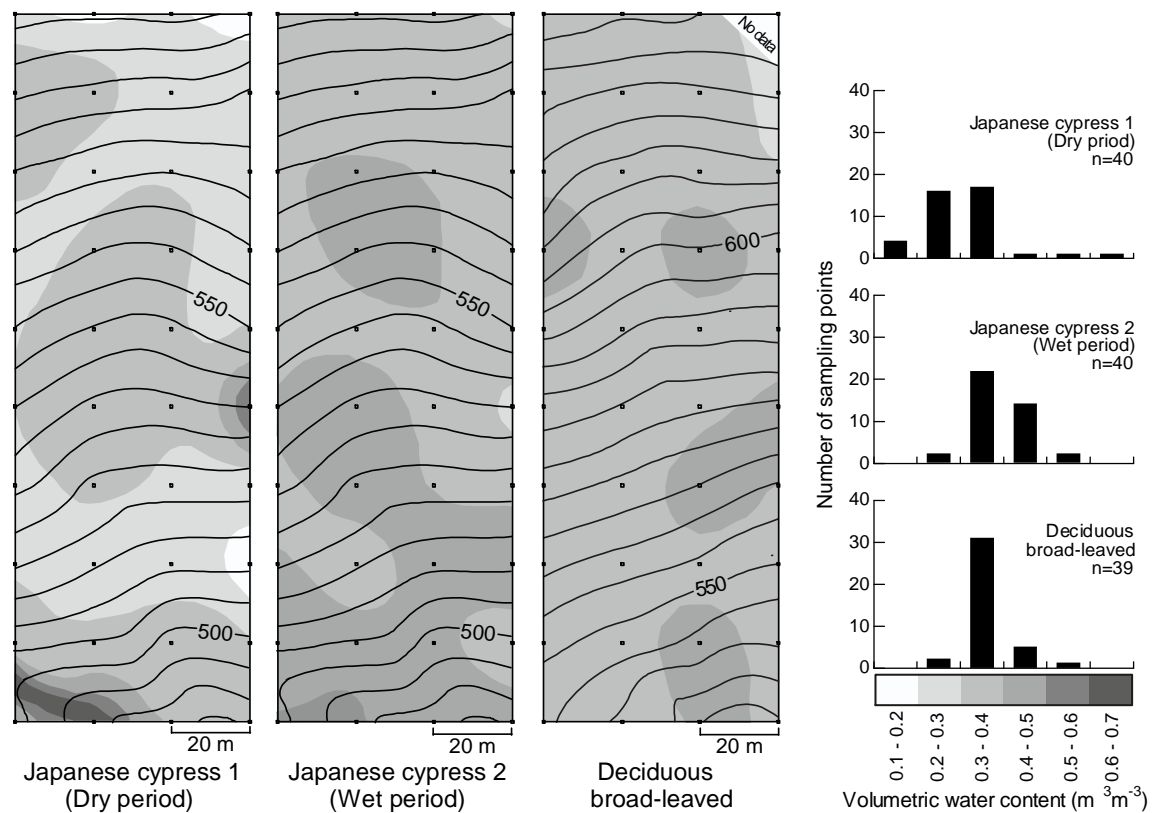 No data
550
500
20 m
Japanese cypress 1
(Dry period)
550
500
20 m
Japanese cypress 2
(Wet period)
600
550
20 m
Deciduous
broad-leaved
Number of sampling points
40
30
20
10
0
Japanese cypress 1
(Dry priod)
n=40
40
30
20
10
0
Japanese cypress 2
(Wet period)
n=40
40
30
20
10
0
Deciduous
broad-leaved
n=39
0.1 - 0.2
0.2 - 0.3
0.3 - 0.4
0.4 - 0.5
0.5 - 0.6
0.6 - 0.7
Volumetric water content (m ³m⁻³)